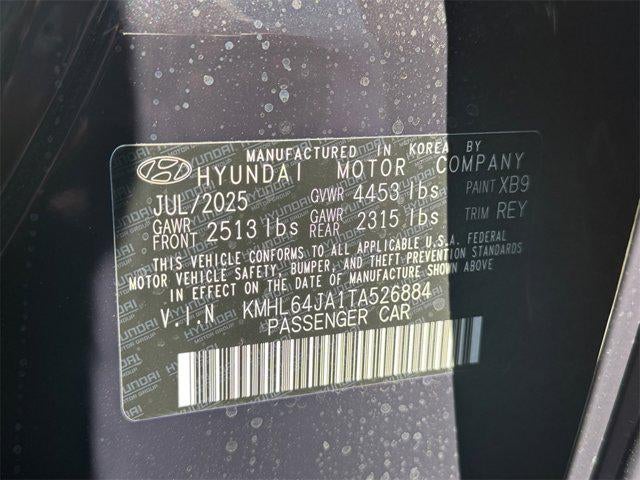 MANUFACTURED IN KOREA BY
HYUNDAI MOTOR COMPANY
JUL/2025 GVWR 4453 lbs PAINT XB9
GAWR FRONT 2513 lbs GAWR REAR 2315 lbs TRIM REY
THIS VEHICLE CONFORMS TO ALL APPLICABLE U.S.A. FEDERAL
MOTOR VEHICLE SAFETY, BUMPER, AND THEFT PREVENTION STANDARDS
IN EFFECT ON THE DATE OF MANUFACTURE SHOWN ABOVE
V.I.N KMHL64JA1TA526884
PASSENGER CAR